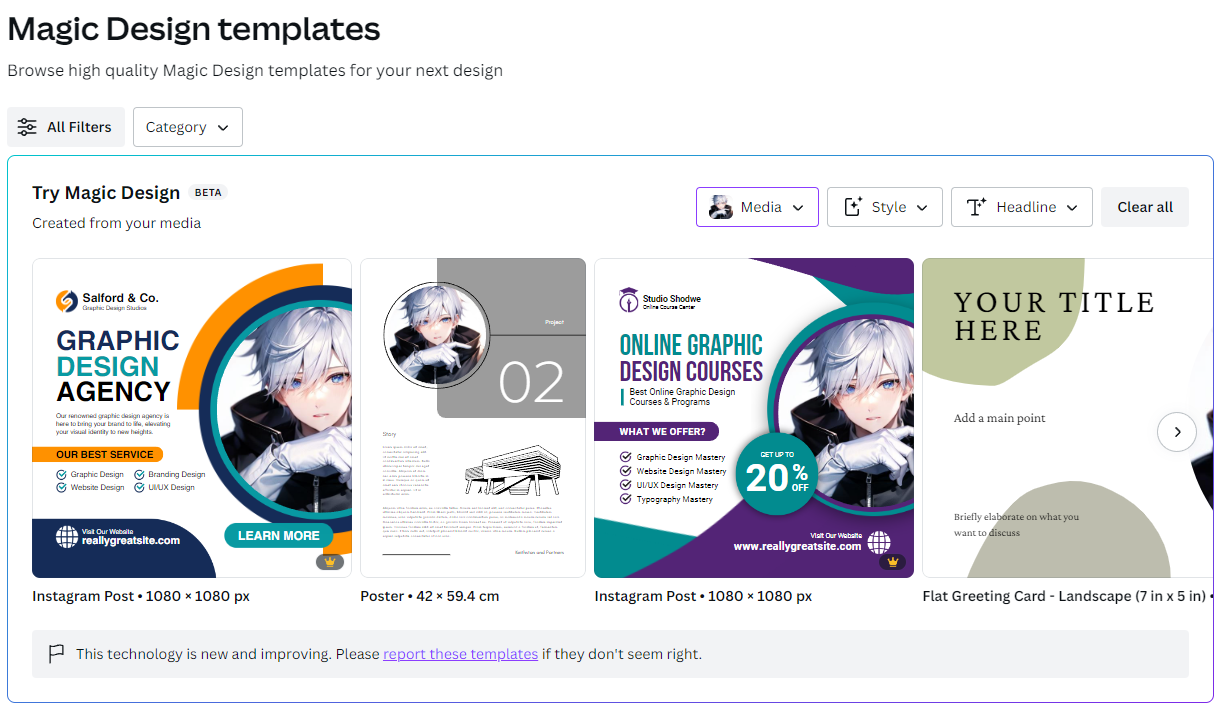 Magic Design templates
Browse high quality Magic Design templates for your next design
All Filters
Category
Try Magic Design BETA
Created from your media
Media
Style
Headline
Clear all
Salford & Co.
Graphic Design Studios
GRAPHIC
DESIGN
AGENCY
Our renowned graphic design agency is
here to bring your brand to life, elevating
your visual identity to new heights.
OUR BEST SERVICE
Graphic Design
Branding Design
Website Design
UI/UX Design
Visit Our Website
reallygreatsite.com
LEARN MORE
Instagram Post • 1080 × 1080 px
Project
02
Story
Poster • 42 × 59.4 cm
Studio Shodwe
Online Course Center
ONLINE GRAPHIC
DESIGN COURSES
Best Online Graphic Design
Courses & Programs
WHAT WE OFFER?
Graphic Design Mastery
Website Design Mastery
UI/UX Design Mastery
Typography Mastery
GET UP TO
20% OFF
Visit Our Website
www.reallygreatsite.com
Instagram Post • 1080 × 1080 px
YOUR TITLE
HERE
Add a main point
Briefly elaborate on what you
want to discuss
Flat Greeting Card - Landscape (7 in x 5 in) •
This technology is new and improving. Please report these templates if they don't seem right.